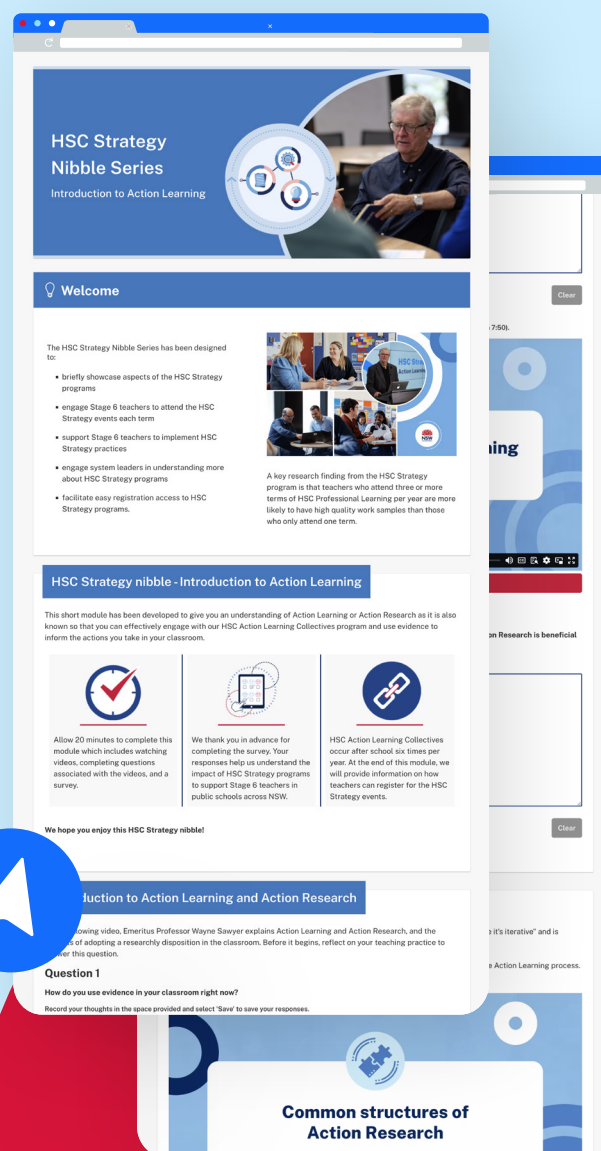 HSC Strategy
Nibble Series
Introduction to Action Learning
Welcome
The HSC Strategy Nibble Series has been designed
to:
• briefly showcase aspects of the HSC Strategy
programs
• engage Stage 6 teachers to attend the HSC
Strategy events each term
• support Stage 6 teachers to implement HSC
Strategy practices
• engage system leaders in understanding more
about HSC Strategy programs
• facilitate easy registration access to HSC
Strategy programs.
HSC Stra
Action Learni
NSW
A key research finding from the HSC Strategy
program is that teachers who attend three or more
terms of HSC Professional Learning per year are more
likely to have high quality work samples than those
who only attend one term.
HSC Strategy nibble - Introduction to Action Learning
This short module has been developed to give you an understanding of Action Learning or Action Research as it is also
known so that you can effectively engage with our HSC Action Learning Collectives program and use evidence to
inform the actions you take in your classroom.
Allow 20 minutes to complete this
module which includes watching
videos, completing questions
associated with the videos, and a
survey.
We thank you in advance for
completing the survey. Your
responses help us understand the
impact of HSC Strategy programs
to support Stage 6 teachers in
public schools across NSW.
HSC Action Learning Collectives
occur after school six times per
year. At the end of this module, we
will provide information on how
teachers can register for the HSC
Strategy events.
We hope you enjoy this HSC Strategy nibble!
duction to Action Learning and Action Research
lowing video, Emeritus Professor Wayne Sawyer explains Action Learning and Action Research, and the
s of adopting a researchly disposition in the classroom. Before it begins, reflect on your teaching practice to
wer this question.
Question 1
How do you use evidence in your classroom right now?
Record your thoughts in the space provided and select 'Save' to save your responses.
Clear
7:50).
ing
on Research is beneficial
Clear
it's iterative" and is
e Action Learning process.
Common structures of
Action Research